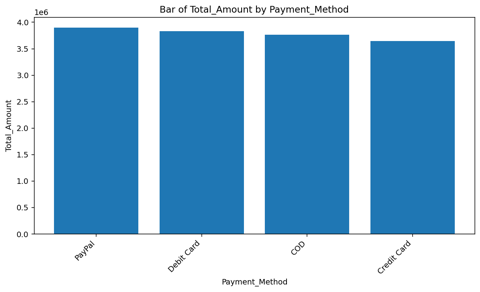 Bar of Total_Amount by Payment_Method
1e6
4.0
3.5
3.0
2.5
2.0
1.5
1.0
0.5
0.0
Total_Amount
PayPal
Debit Card
COD
Credit Card
Payment_Method